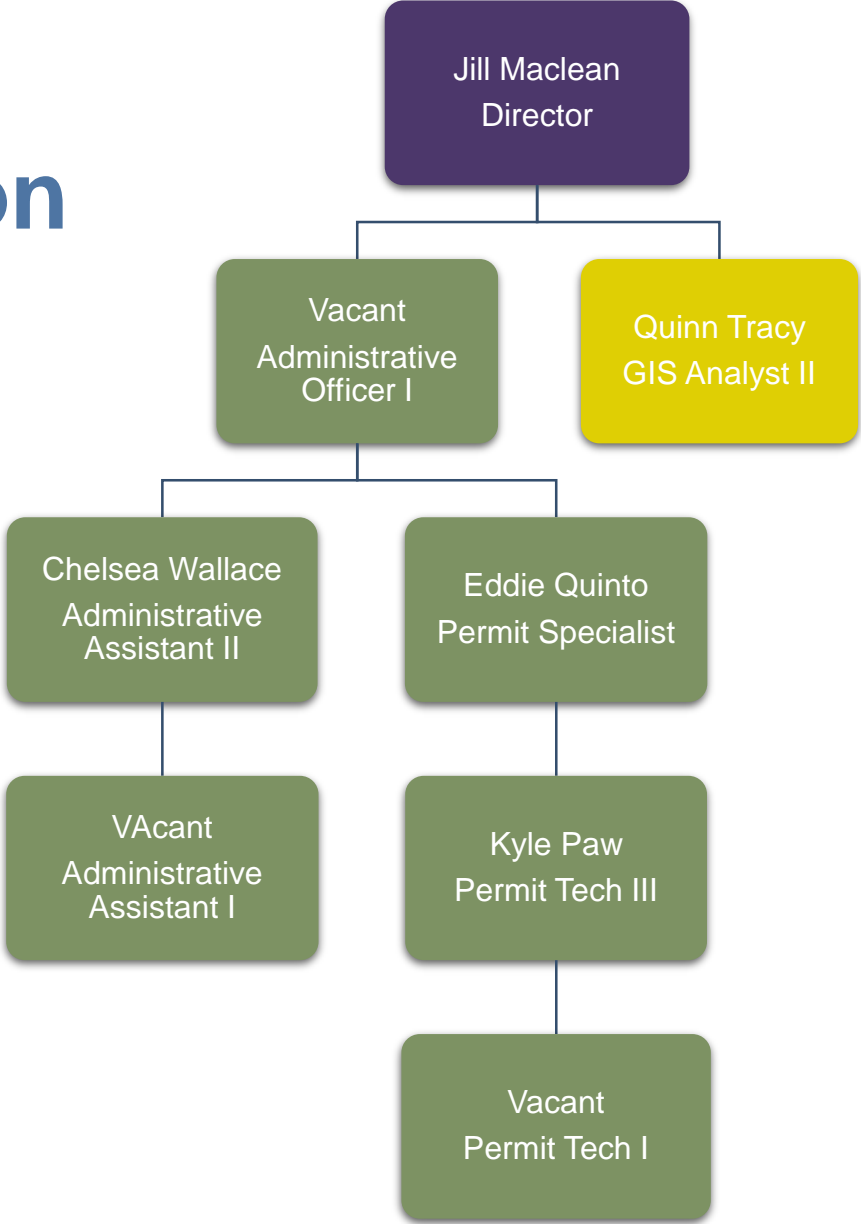 Jill Maclean
Director
on
Vacant
Administrative
Officer I
Quinn Tracy
GIS Analyst II
Chelsea Wallace
Administrative
Assistant II
Eddie Quinto
Permit Specialist
VAcant
Administrative
Assistant I
Kyle Paw
Permit Tech III
Vacant
Permit Tech I